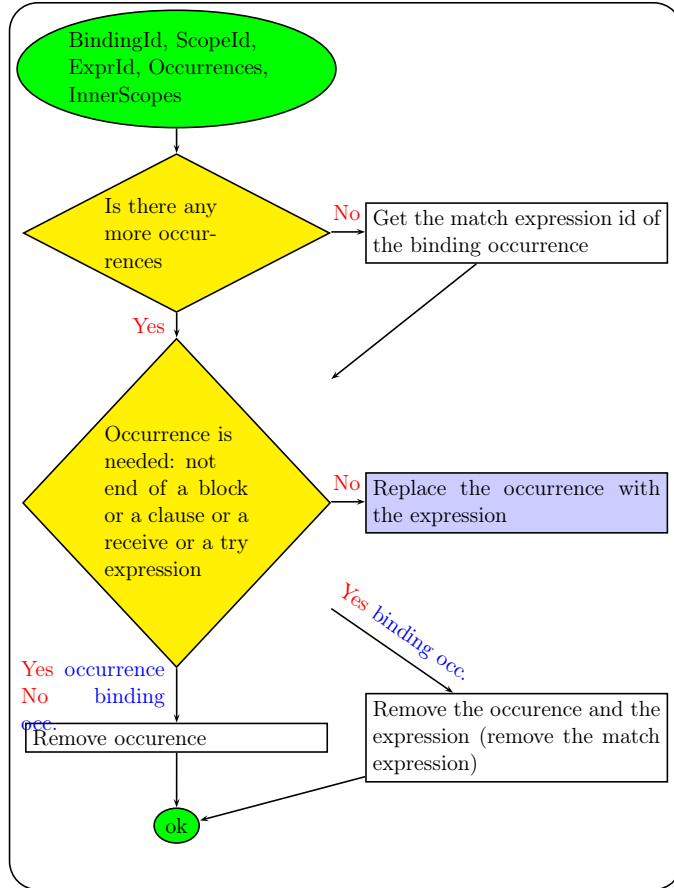 BindingId, ScopeId,
ExprId, Occurrences,
InnerScopes
Is there any
more occur-
rences
No
Get the match expression id of
the binding occurrence
Yes
Occurrence is
needed: not
end of a block
or a clause or a
receive or a try
expression
No
Replace the occurrence with
the expression
Yes binding occ.
Yes occurrence
No binding
occ.
Remove occurence
Remove the occurence and the
expression (remove the match
expression)
ok